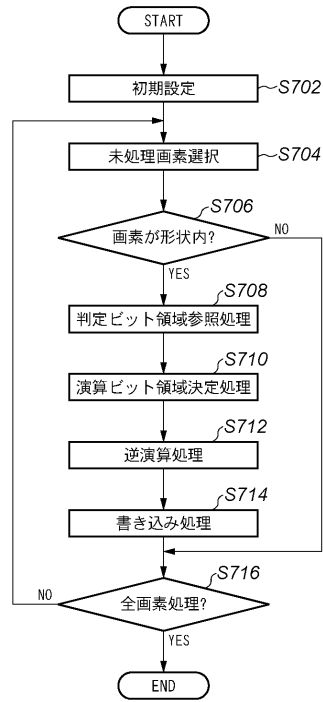 START
初期設定
S702
未処理画素選択
S704
S706
画素が形状内?
NO
YES
S708
判定ビット領域参照処理
S710
演算ビット領域決定処理
S712
逆演算処理
S714
書き込み処理
S716
NO
全画素処理?
YES
END